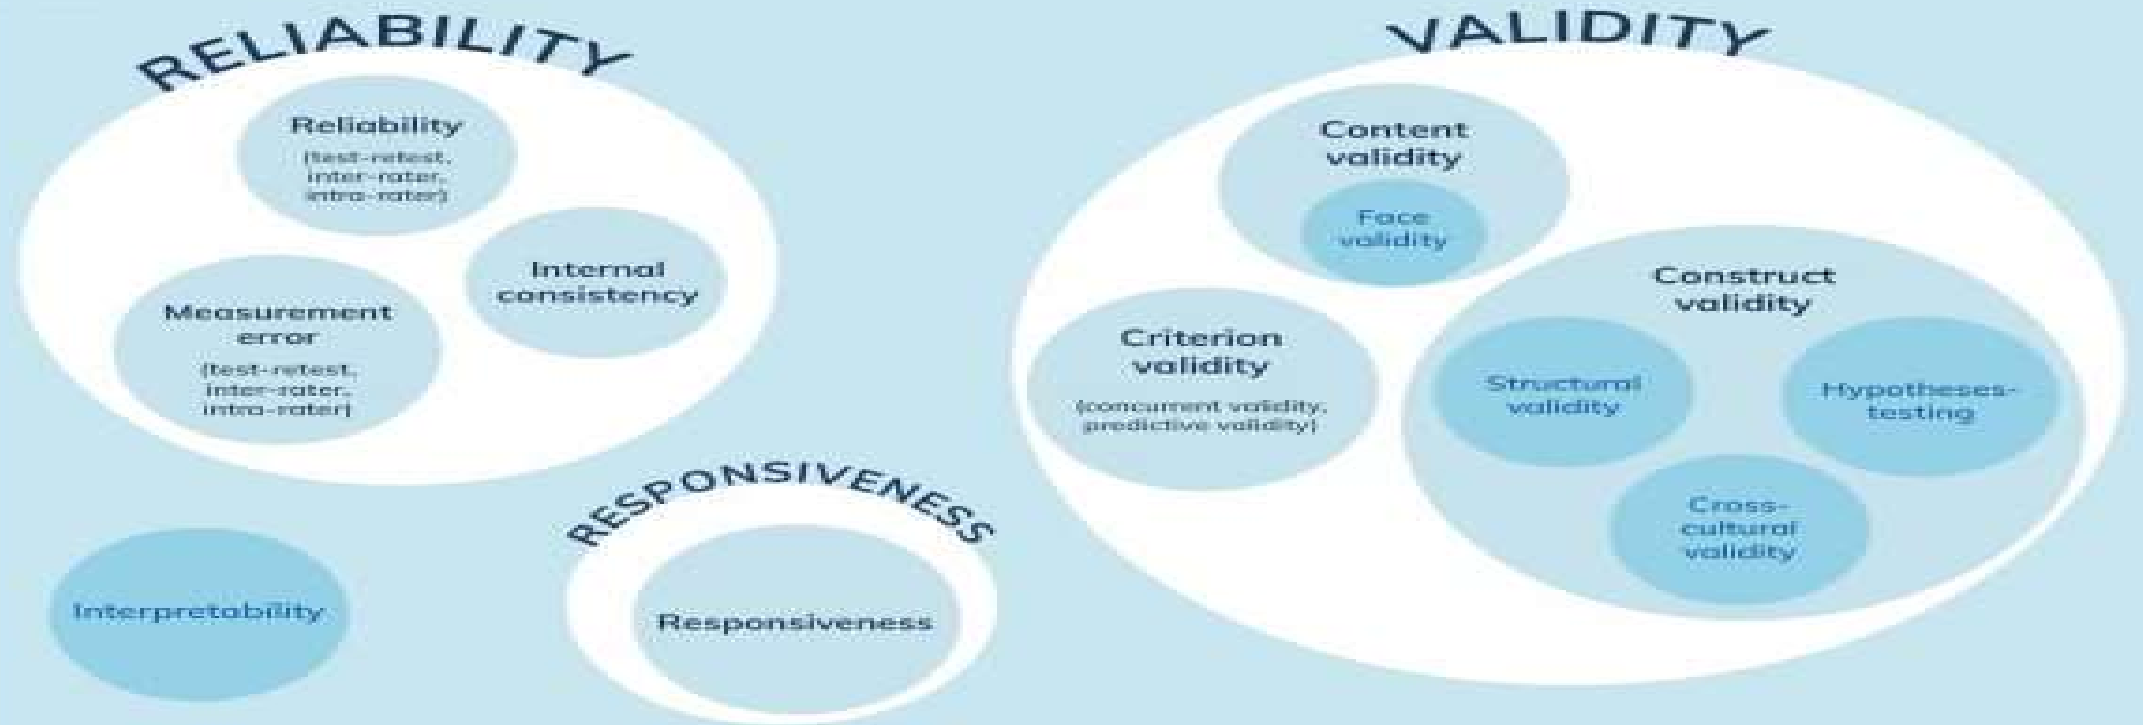 RELIABILITY
Reliability
(test-retest,
inter-rater,
intra-rater)
Internal
consistency
Measurement
error
(test-retest,
inter-rater,
intra-rater)
VALIDITY
Content
validity
Face
validity
Criterion
validity
(concurrent validity,
predictive validity)
Construct
validity
Structural
validity
Hypotheses-
testing
Cross-
cultural
validity
RESPONSIVENESS
Responsiveness
Interpretability